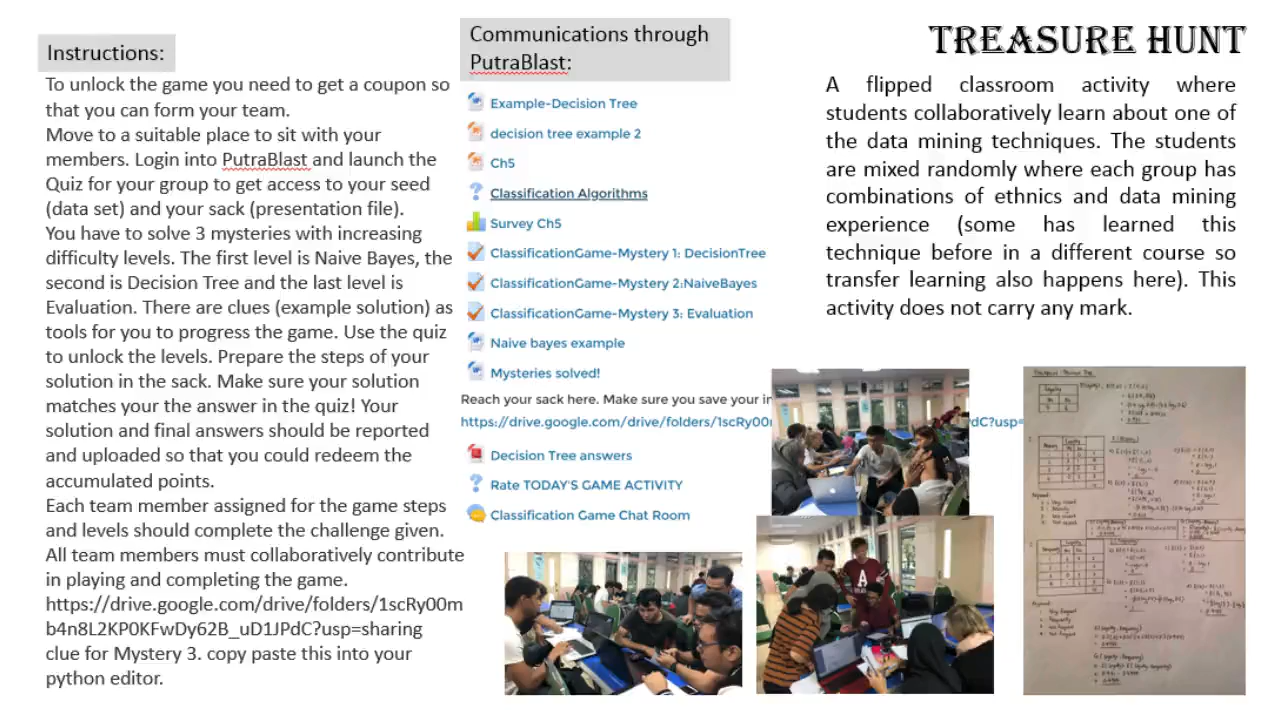 Instructions:
To unlock the game you need to get a coupon so
that you can form your team.
Move to a suitable place to sit with your
members. Login into PutraBlast and launch the
Quiz for your group to get access to your seed
(data set) and your sack (presentation file).
You have to solve 3 mysteries with increasing
difficulty levels. The first level is Naive Bayes, the
second is Decision Tree and the last level is
Evaluation. There are clues (example solution) as
tools for you to progress the game. Use the quiz
to unlock the levels. Prepare the steps of your
solution in the sack. Make sure your solution
matches your the answer in the quiz! Your
solution and final answers should be reported
and uploaded so that you could redeem the
accumulated points.
Each team member assigned for the game steps
and levels should complete the challenge given.
All team members must collaboratively contribute
in playing and completing the game.
https://drive.google.com/drive/folders/1scRy00m
b4n8L2KP0KFwDy62B_uD1JPdC?usp=sharing
clue for Mystery 3. copy paste this into your
python editor.
Communications through
PutraBlast:
Example-Decision Tree
decision tree example 2
Ch5
Classification Algorithms
Survey Ch5
ClassificationGame-Mystery 1: DecisionTree
ClassificationGame-Mystery 2:NaiveBayes
ClassificationGame-Mystery 3: Evaluation
Naive bayes example
Mysteries solved!
Reach your sack here. Make sure you save your in
https://drive.google.com/drive/folders/1scRy00 dC?usp=
Decision Tree answers
Rate TODAY'S GAME ACTIVITY
Classification Game Chat Room
TREASURE HUNT
A flipped classroom activity where
students collaboratively learn about one of
the data mining techniques. The students
are mixed randomly where each group has
combinations of ethnics and data mining
experience (some has learned this
technique before in a different course so
transfer learning also happens here). This
activity does not carry any mark.